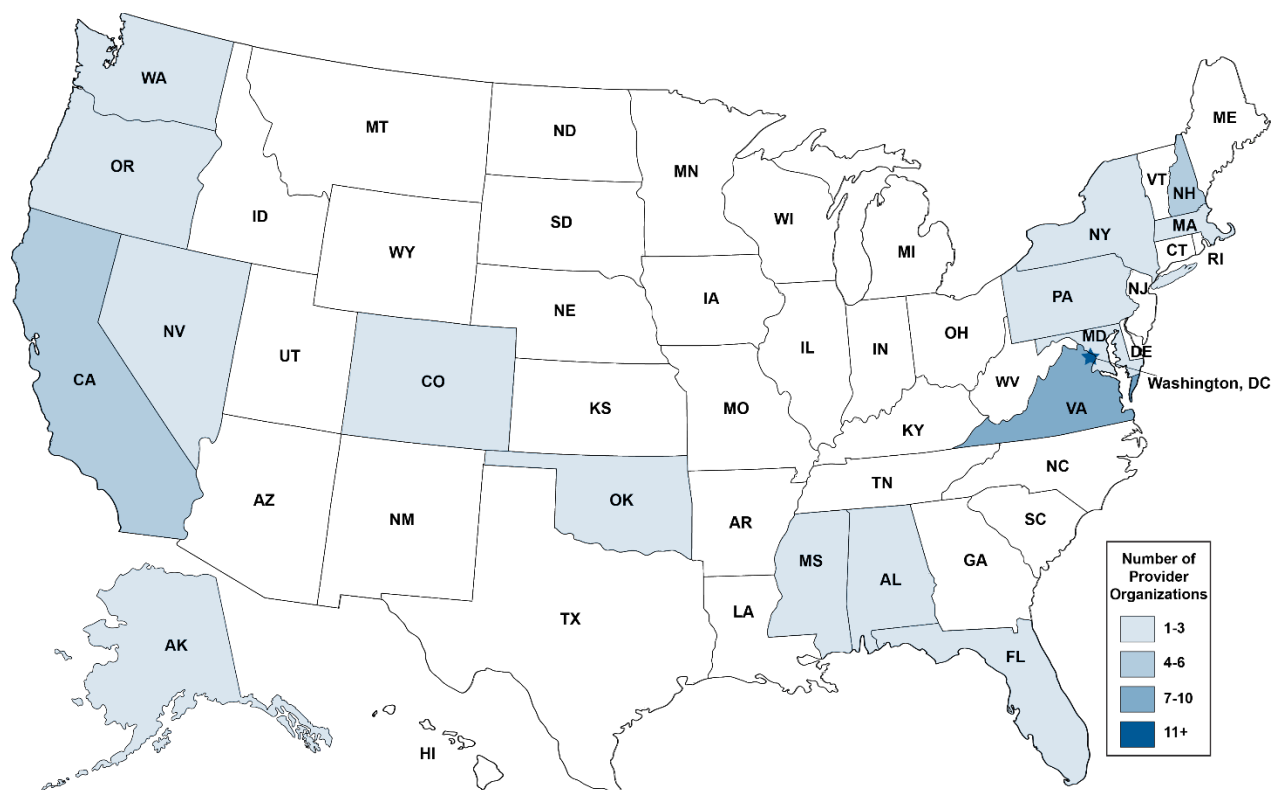 WA
MT
ND
MN
ME
OR
ID
SD
WI
VT
NH
WY
MI
NY
MA
CT
RI
NV
UT
NE
IA
PA
NJ
CA
CO
IL
IN
OH
MD
DE
KS
MO
WV
Washington, DC
KY
VA
AZ
NM
OK
AR
TN
NC
MS
AL
GA
SC
TX
LA
AK
FL
HI
Number of
Provider
Organizations
1-3
4-6
7-10
11+